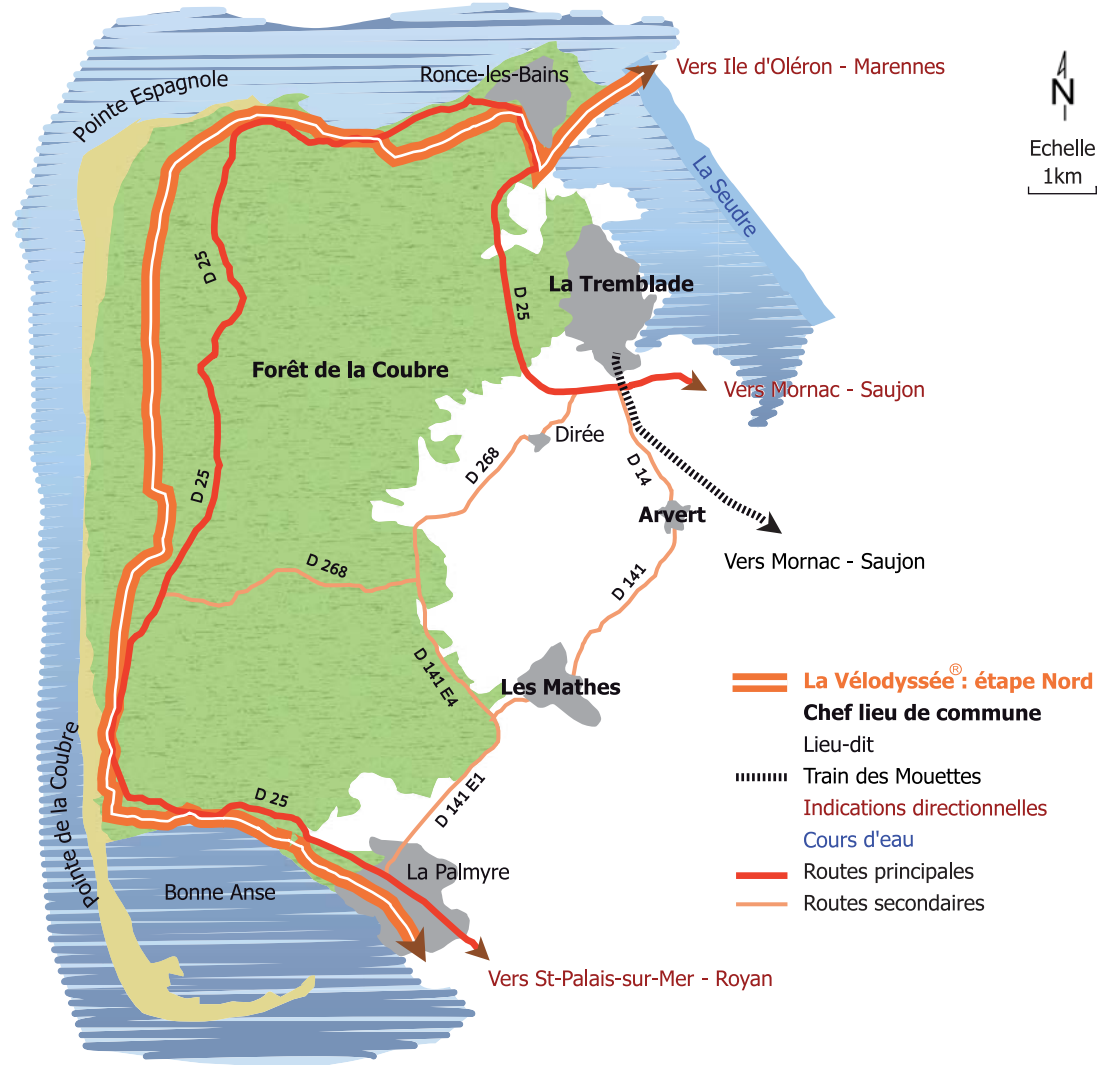 Ronce-les-Bains
Vers Ile d'Oléron - Marennes
Pointe Espagnole
N
Echelle
1km
La Seudre
D 25
La Tremblade
D 25
Forêt de la Coubre
Vers Mornac - Saujon
Dirée
D 268
D 14
D 25
Arvert
Vers Mornac - Saujon
D 268
D 141
D 141 E4
Les Mathes
La Vélodyssée® : étape Nord
Chef lieu de commune
Lieu-dit
Train des Mouettes
Indications directionnelles
Cours d'eau
Routes principales
Routes secondaires
Pointe de la Coubre
D 25
D 141 E1
La Palmyre
Bonne Anse
Vers St-Palais-sur-Mer - Royan